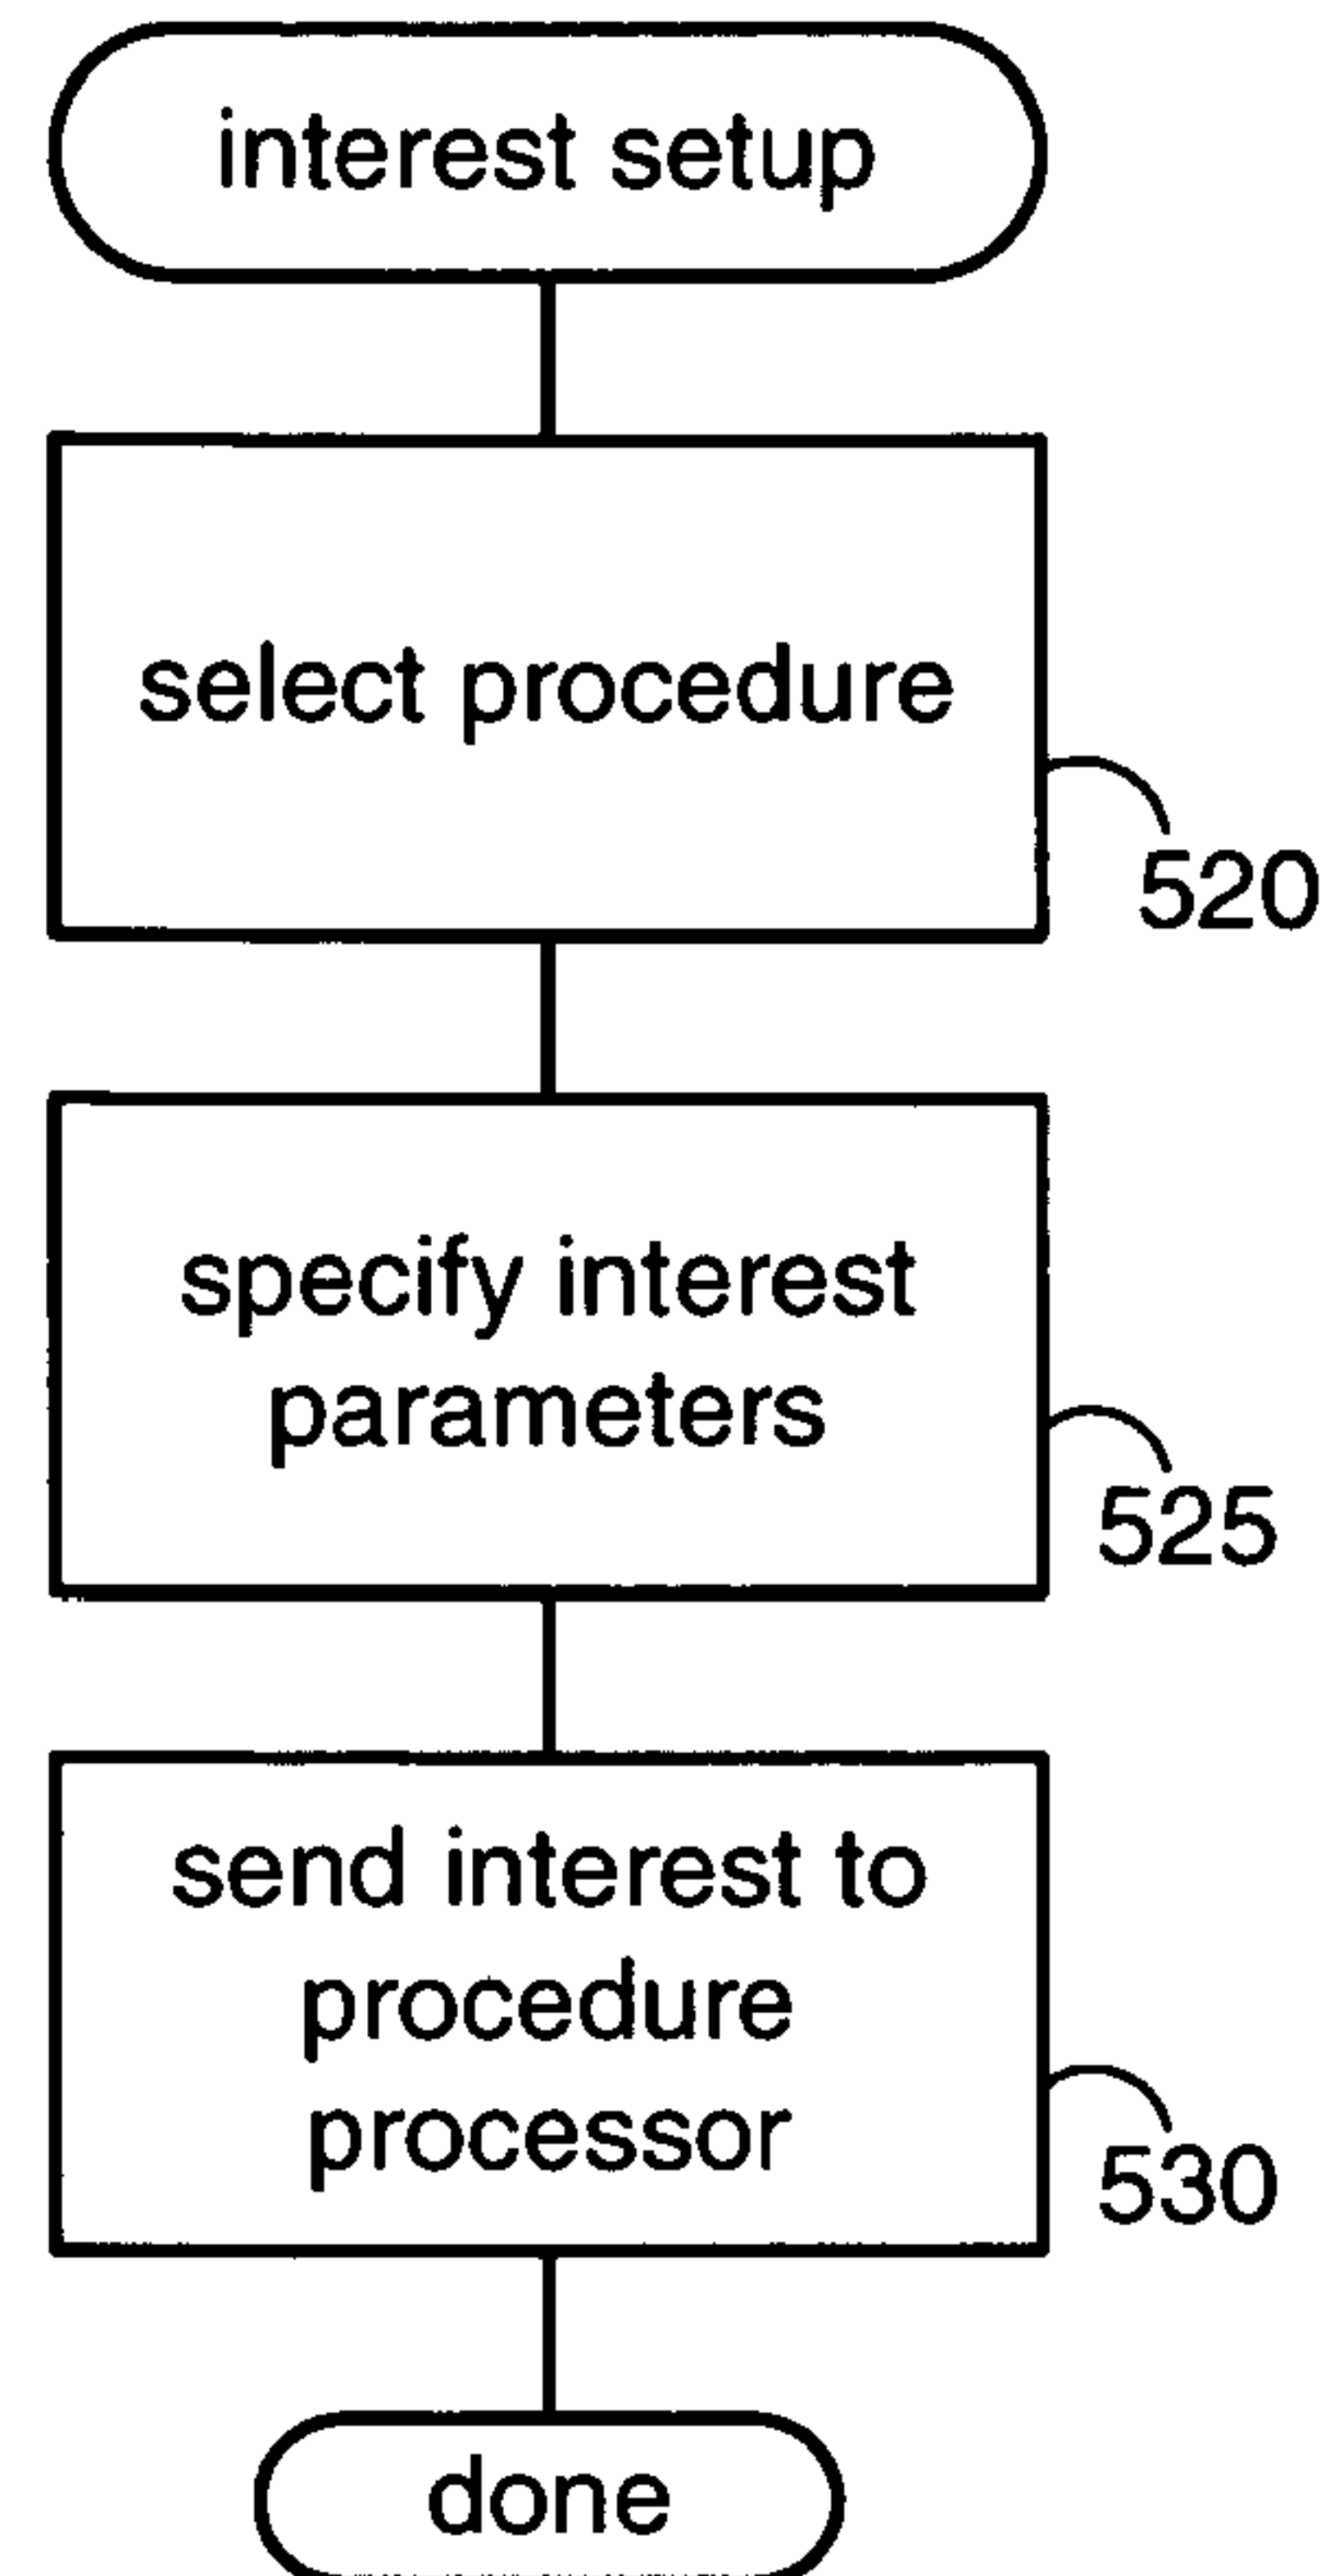 interest setup
select procedure
520
specify interest
parameters
525
send interest to
procedure
processor
530
done